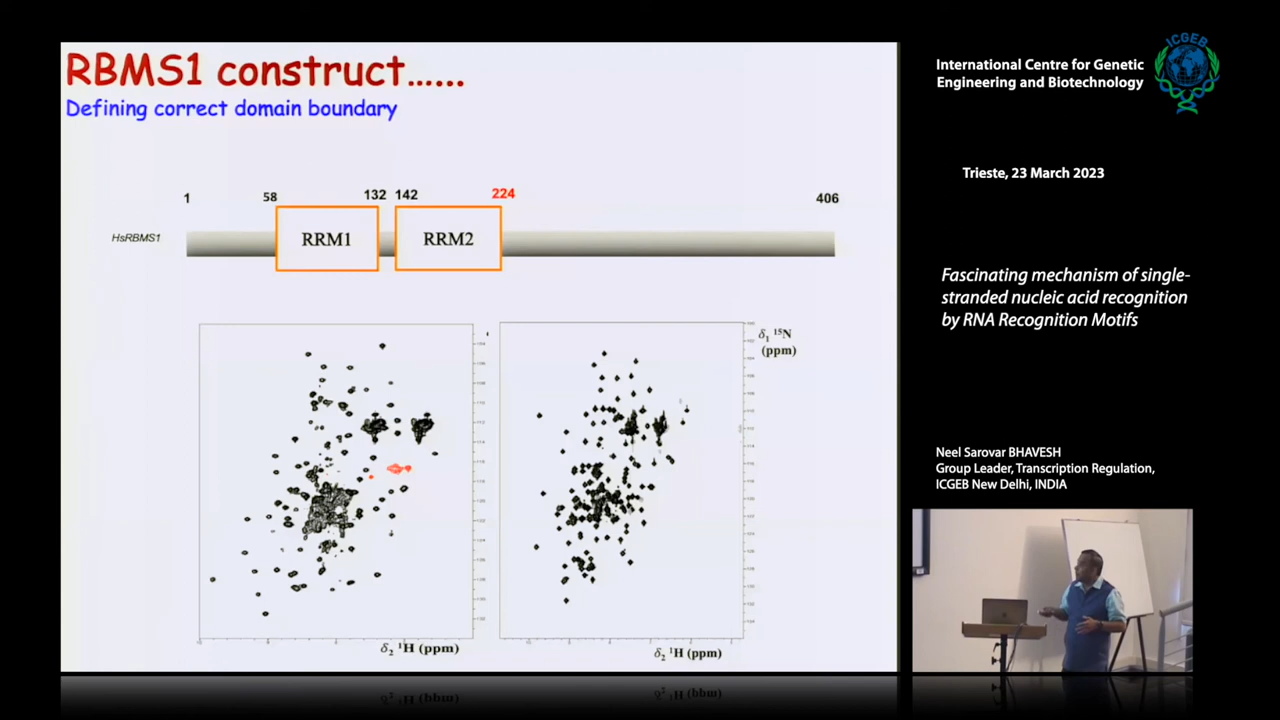 RBMS1 construct......
Defining correct domain boundary
1
58
132
142
224
406
HsRBMS1
RRM1
RRM2
δ₁ ¹⁵N
(ppm)
δ₂ ¹H (ppm)
δ₂ ¹H (ppm)
International Centre for Genetic
Engineering and Biotechnology
ICGEB
Trieste, 23 March 2023
Fascinating mechanism of single-
stranded nucleic acid recognition
by RNA Recognition Motifs
Neel Sarovar BHAVESH
Group Leader, Transcription Regulation,
ICGEB New Delhi, INDIA